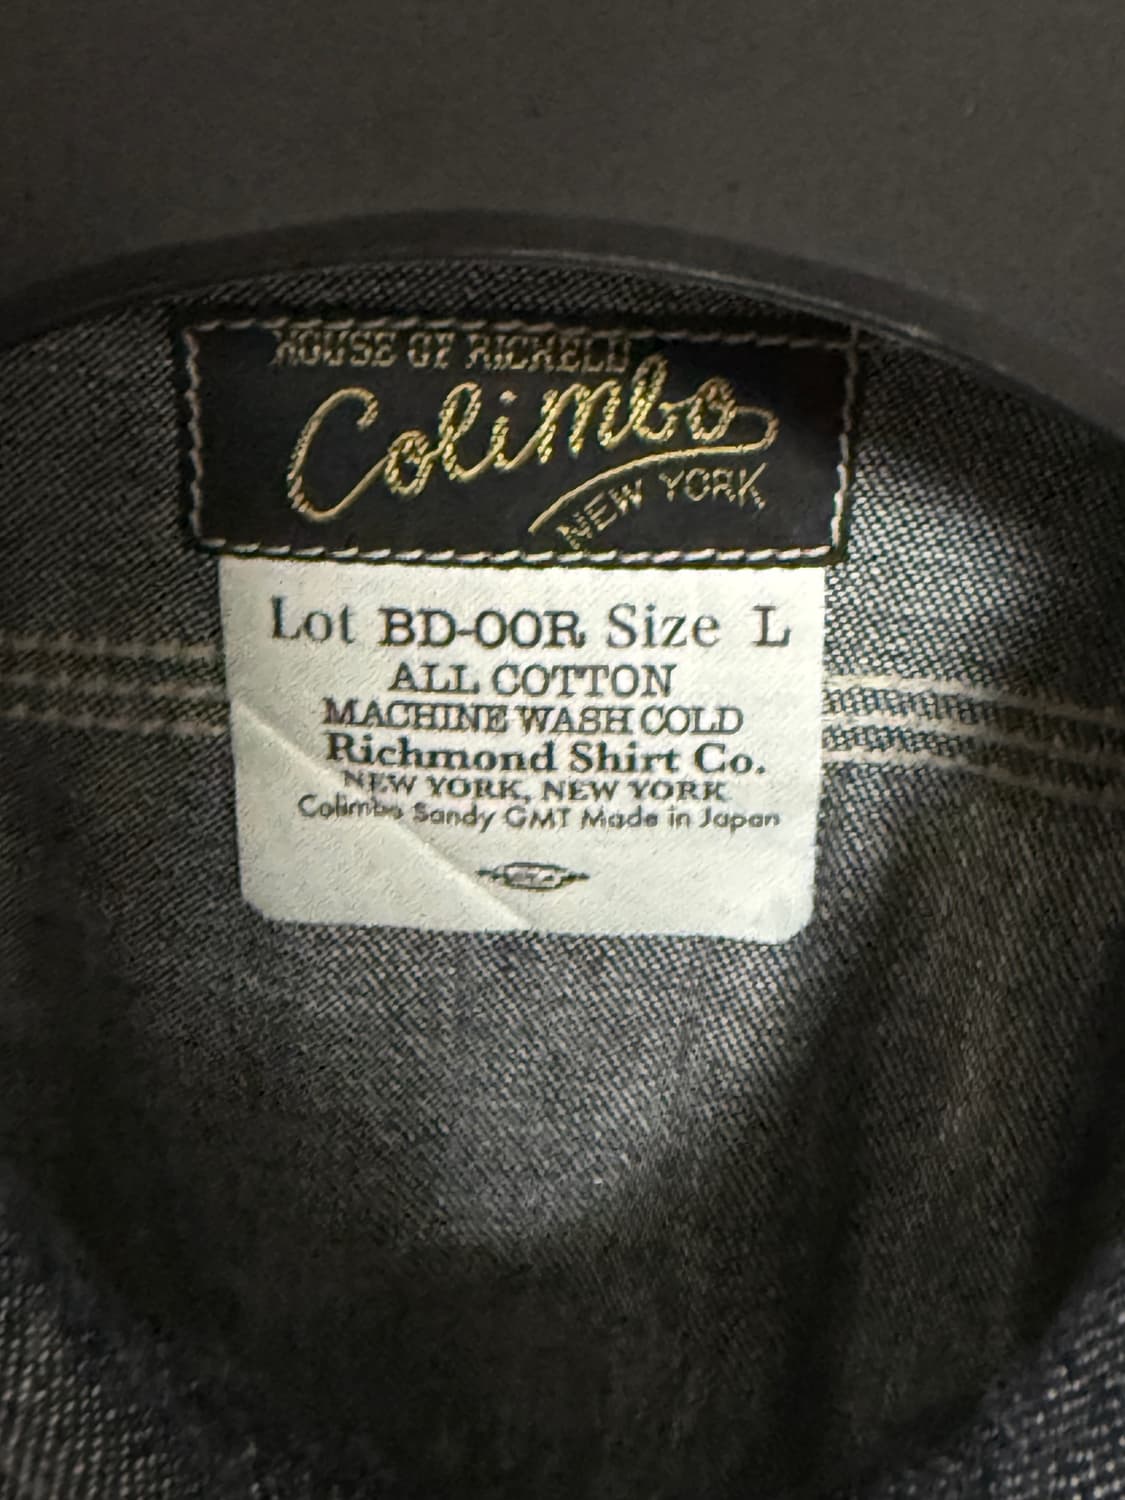 HOUSE OF RICHELD
Colimbo
NEW YORK
Lot BD-00R Size L
ALL COTTON
MACHINE WASH COLD
Richmond Shirt Co.
NEW YORK, NEW YORK
Colimbo Sandy GMT Made in Japan